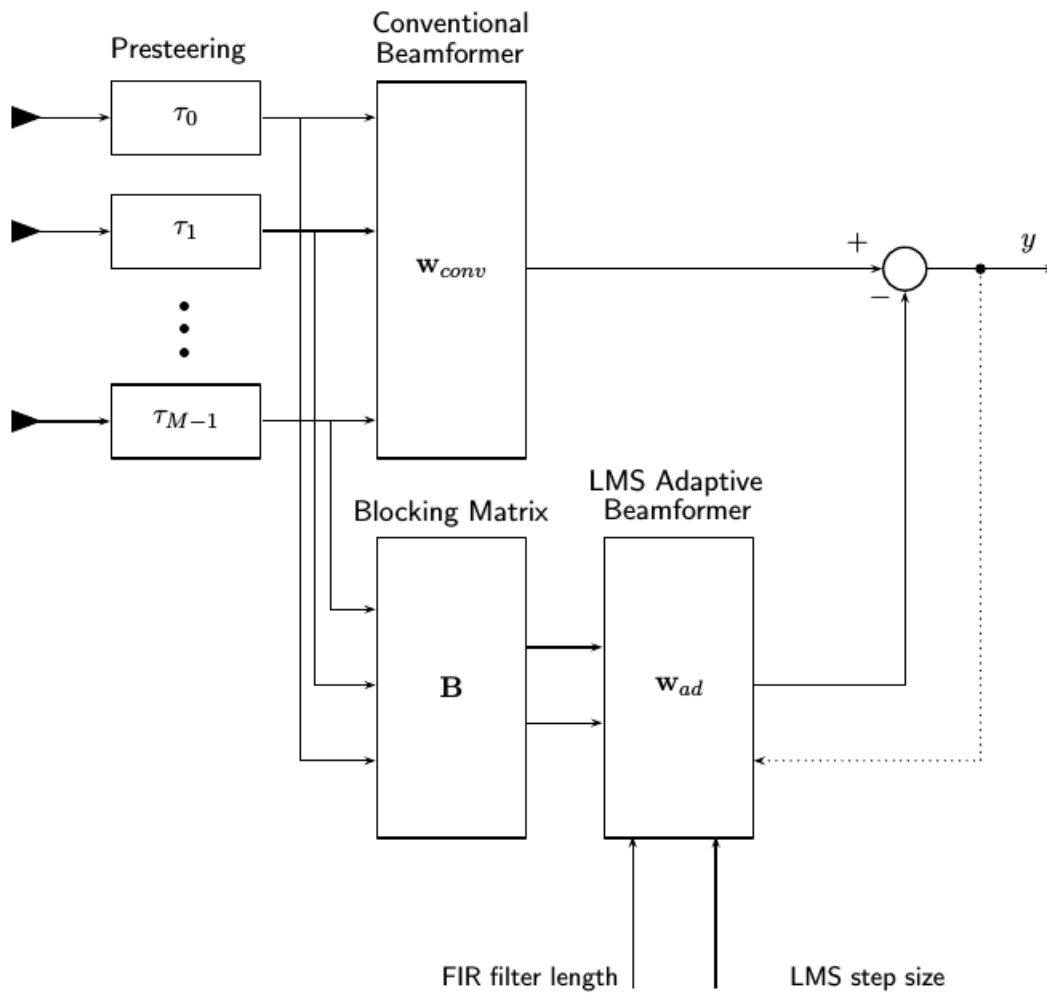 Presteering
Conventional
Beamformer
τ₀
τ₁
w_conv
+
−
y
τ_{M−1}
LMS Adaptive
Beamformer
Blocking Matrix
B
w_ad
FIR filter length
LMS step size